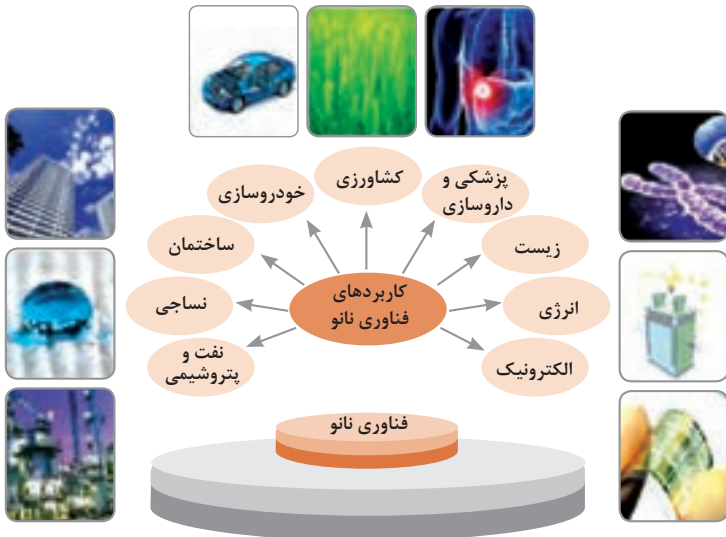 پزشکی و
داروسازی
کشاورزی
خودروسازی
زیست
ساختمان
کاربردهای
فناوری نانو
انرژی
نساجی
الکترونیک
نفت و
پتروشیمی
فناوری نانو